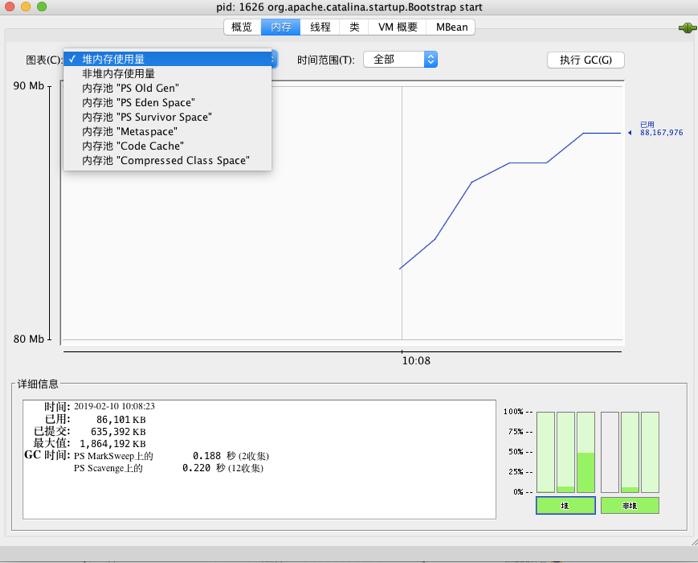 pid: 1626 org.apache.catalina.startup.Bootstrap start
概览 内存 线程 类 VM 概要 MBean
图表(C): ✓ 堆内存使用量 时间范围(T): 全部 执行 GC(G)
非堆内存使用量
内存池 "PS Old Gen"
内存池 "PS Eden Space"
内存池 "PS Survivor Space"
内存池 "Metaspace"
内存池 "Code Cache"
内存池 "Compressed Class Space"
90 Mb
已用
88,167,976
80 Mb
10:08
详细信息
时间: 2019-02-10 10:08:23
已用: 86,101 KB
已提交: 635,392 KB
最大值: 1,864,192 KB
GC 时间: PS MarkSweep上的 0.188 秒 (2收集)
PS Scavenge上的 0.220 秒 (12收集)
100% --
75% --
50% --
25% --
0% --
堆 非堆